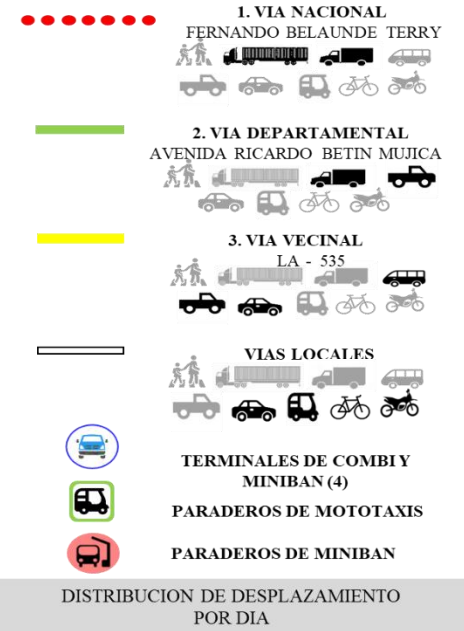 1. VIA NACIONAL
FERNANDO BELAUNDE TERRY
2. VIA DEPARTAMENTAL
AVENIDA RICARDO BETIN MUJICA
3. VIA VECINAL
LA - 535
VIAS LOCALES
TERMINALES DE COMBI Y
MINIBAN (4)
PARADEROS DE MOTOTAXIS
PARADEROS DE MINIBAN
DISTRIBUCION DE DESPLAZAMIENTO
POR DIA